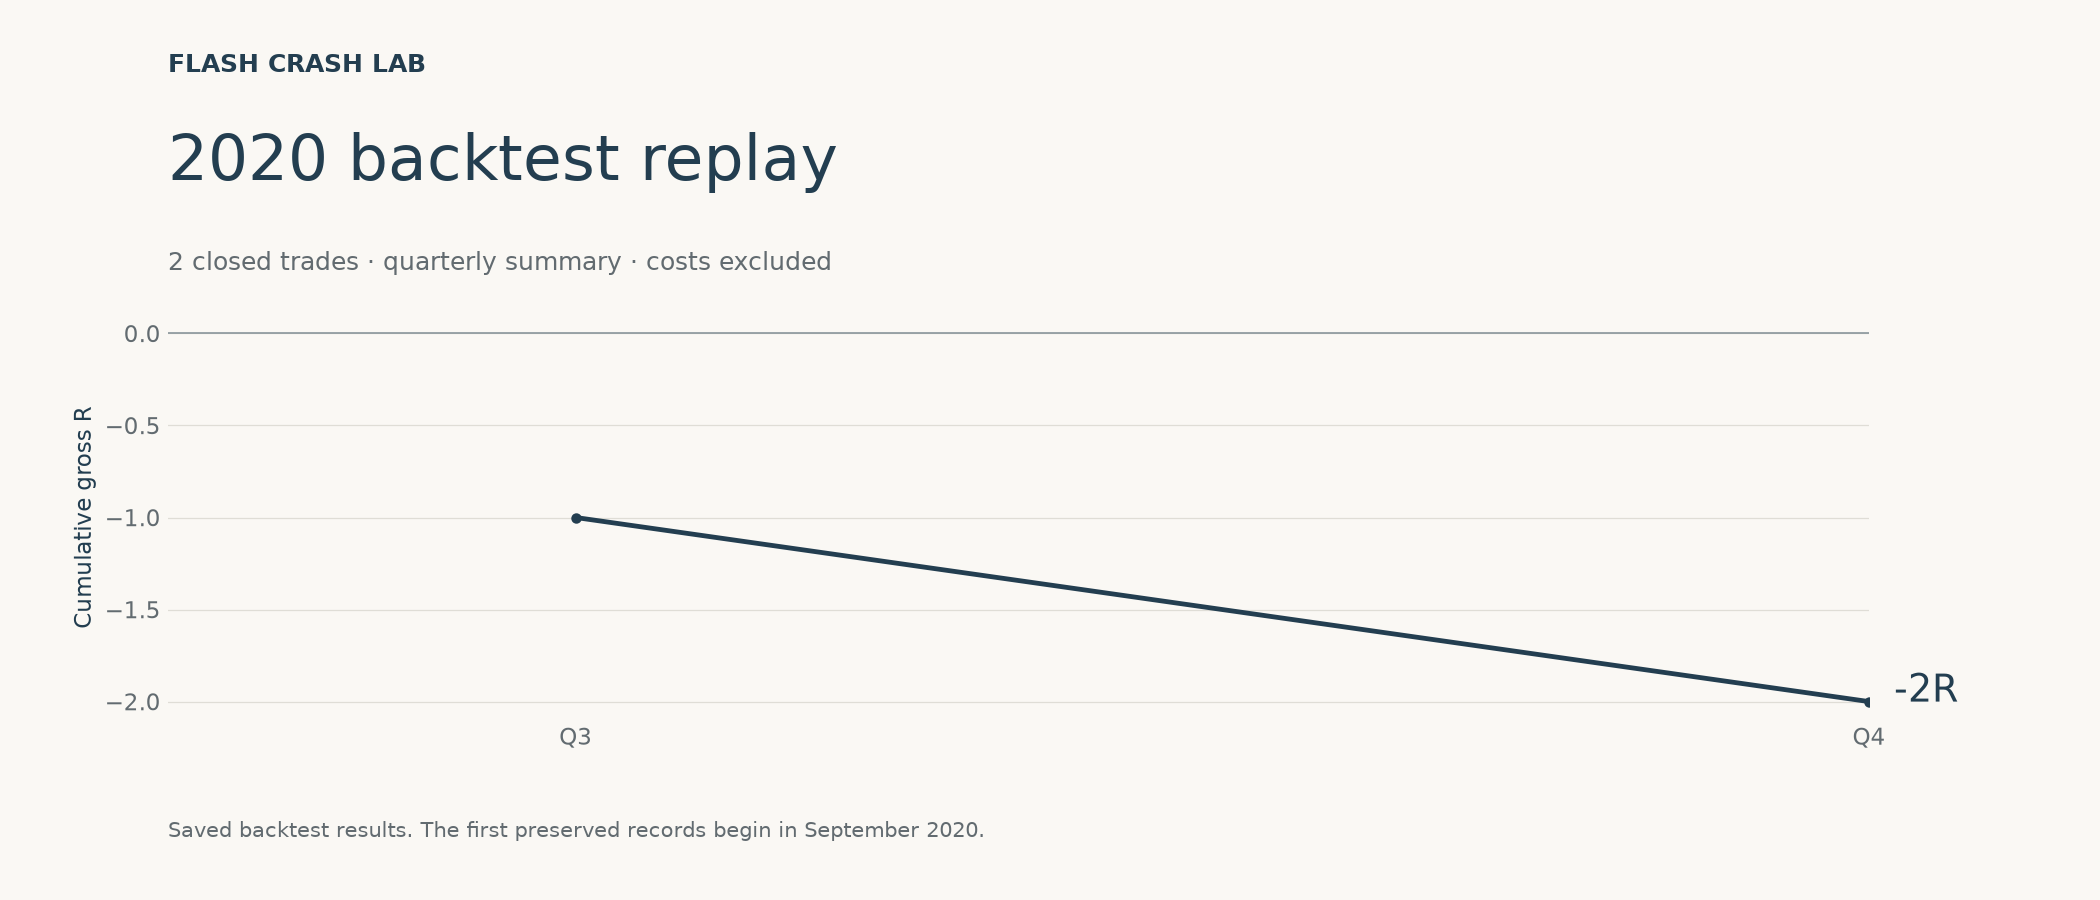 FLASH CRASH LAB
2020 backtest replay
2 closed trades · quarterly summary · costs excluded
0.0
−0.5
−1.0
−1.5
−2.0
Cumulative gross R
-2R
Q3
Q4
Saved backtest results. The first preserved records begin in September 2020.